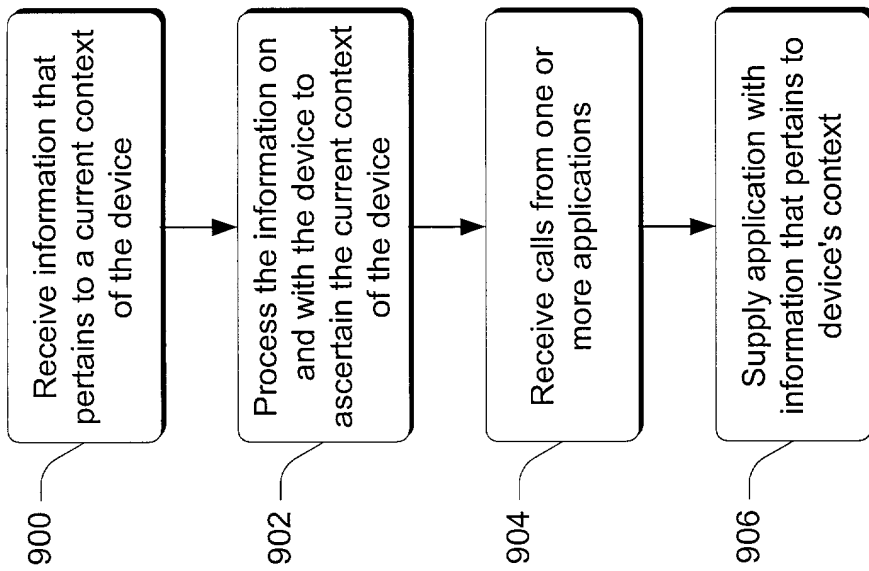 900
Receive information that
pertains to a current context
of the device
902
Process the information on
and with the device to
ascertain the current context
of the device
904
Receive calls from one or
more applications
906
Supply application with
information that pertains to
device's context